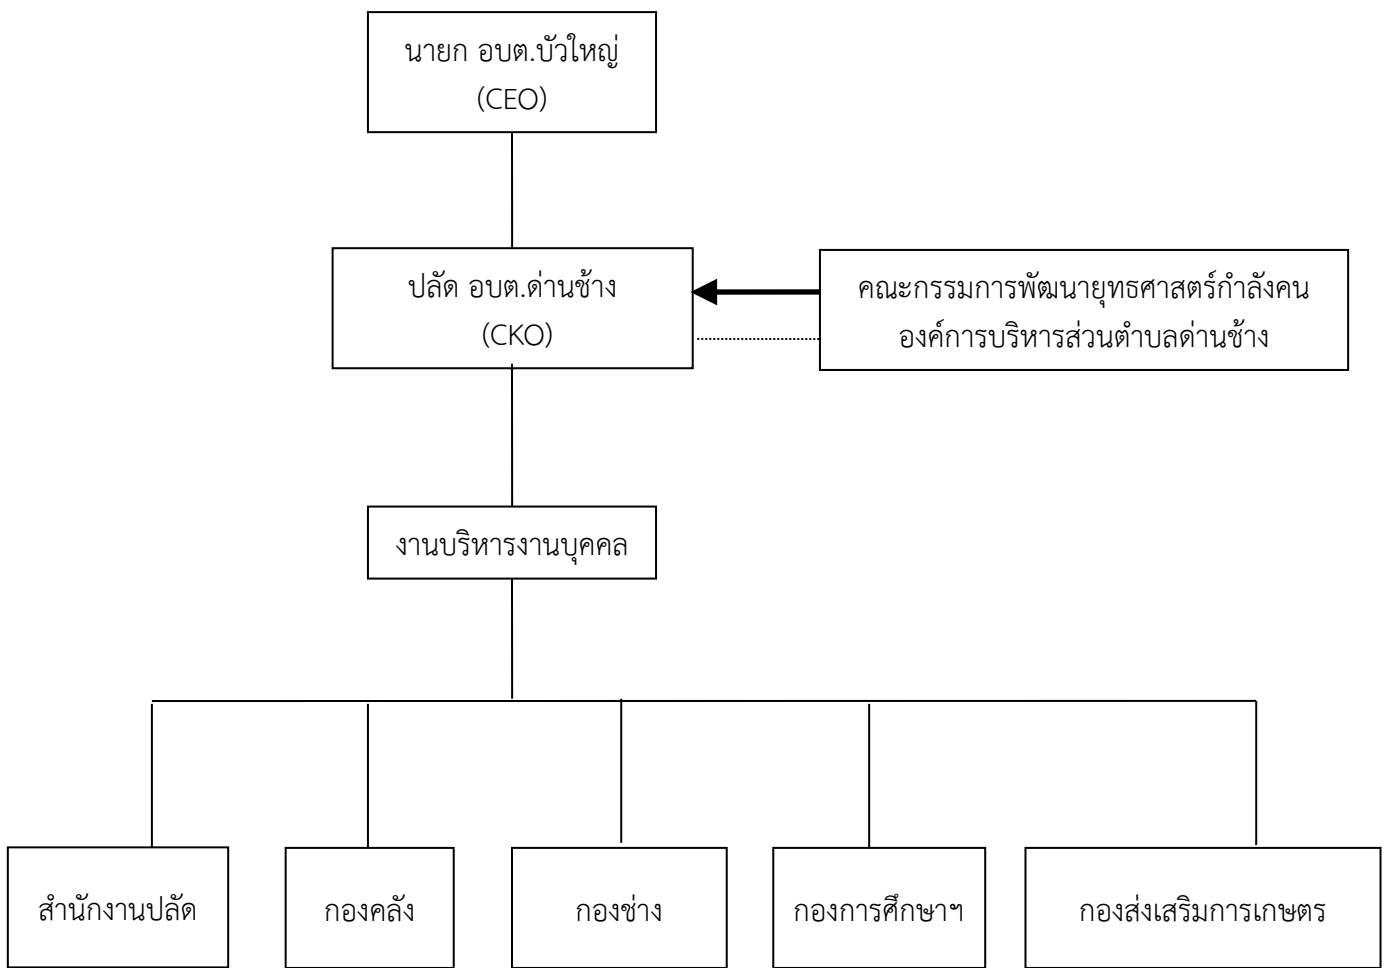 นายก อบต.บัวใหญ่
(CEO)
ปลัด อบต.ด่านช้าง
(CKO)
คณะกรรมการพัฒนายุทธศาสตร์กำลังคน
องค์การบริหารส่วนตำบลด่านช้าง
งานบริหารงานบุคคล
สำนักงานปลัด
กองคลัง
กองช่าง
กองการศึกษาฯ
กองส่งเสริมการเกษตร